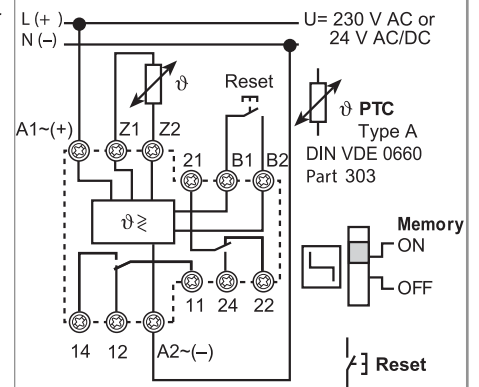 L (+)
U= 230 V AC or
N (–)
24 V AC/DC
ϑ
Reset
ϑ PTC
A1~(+)
Z1
Z2
Type A
21
B1
B2
DIN VDE 0660
Part 303
ϑ≷
Memory
ON
OFF
11
24
22
14
12
A2~(–)
Reset